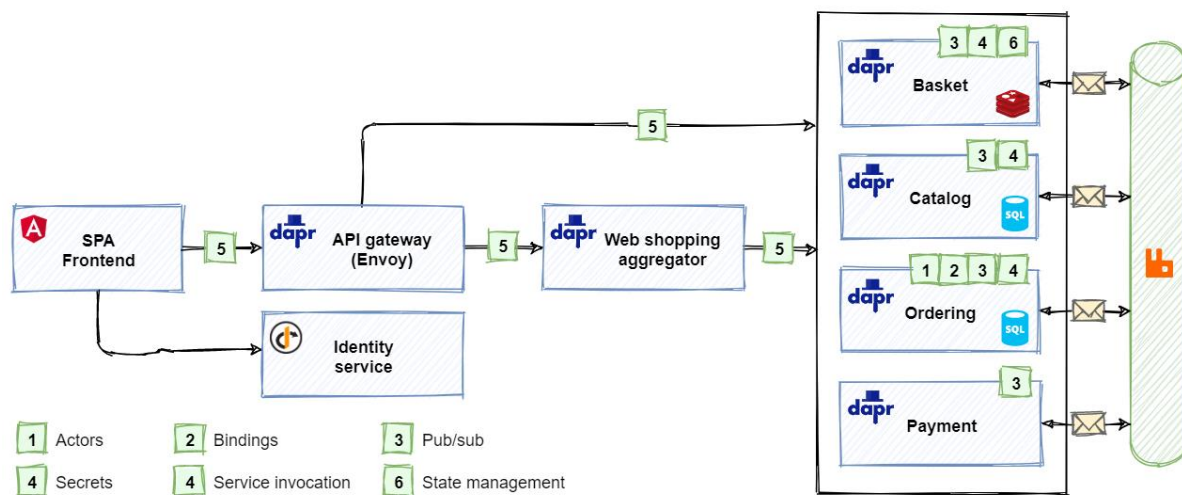 3 4 6
dapr
Basket
5
3 4
dapr
Catalog
SQL
SPA
Frontend
5
dapr
API gateway
(Envoy)
5
dapr
Web shopping
aggregator
5
1 2 3 4
dapr
Ordering
SQL
Identity
service
3
dapr
Payment
1 Actors
2 Bindings
3 Pub/sub
4 Secrets
4 Service invocation
6 State management